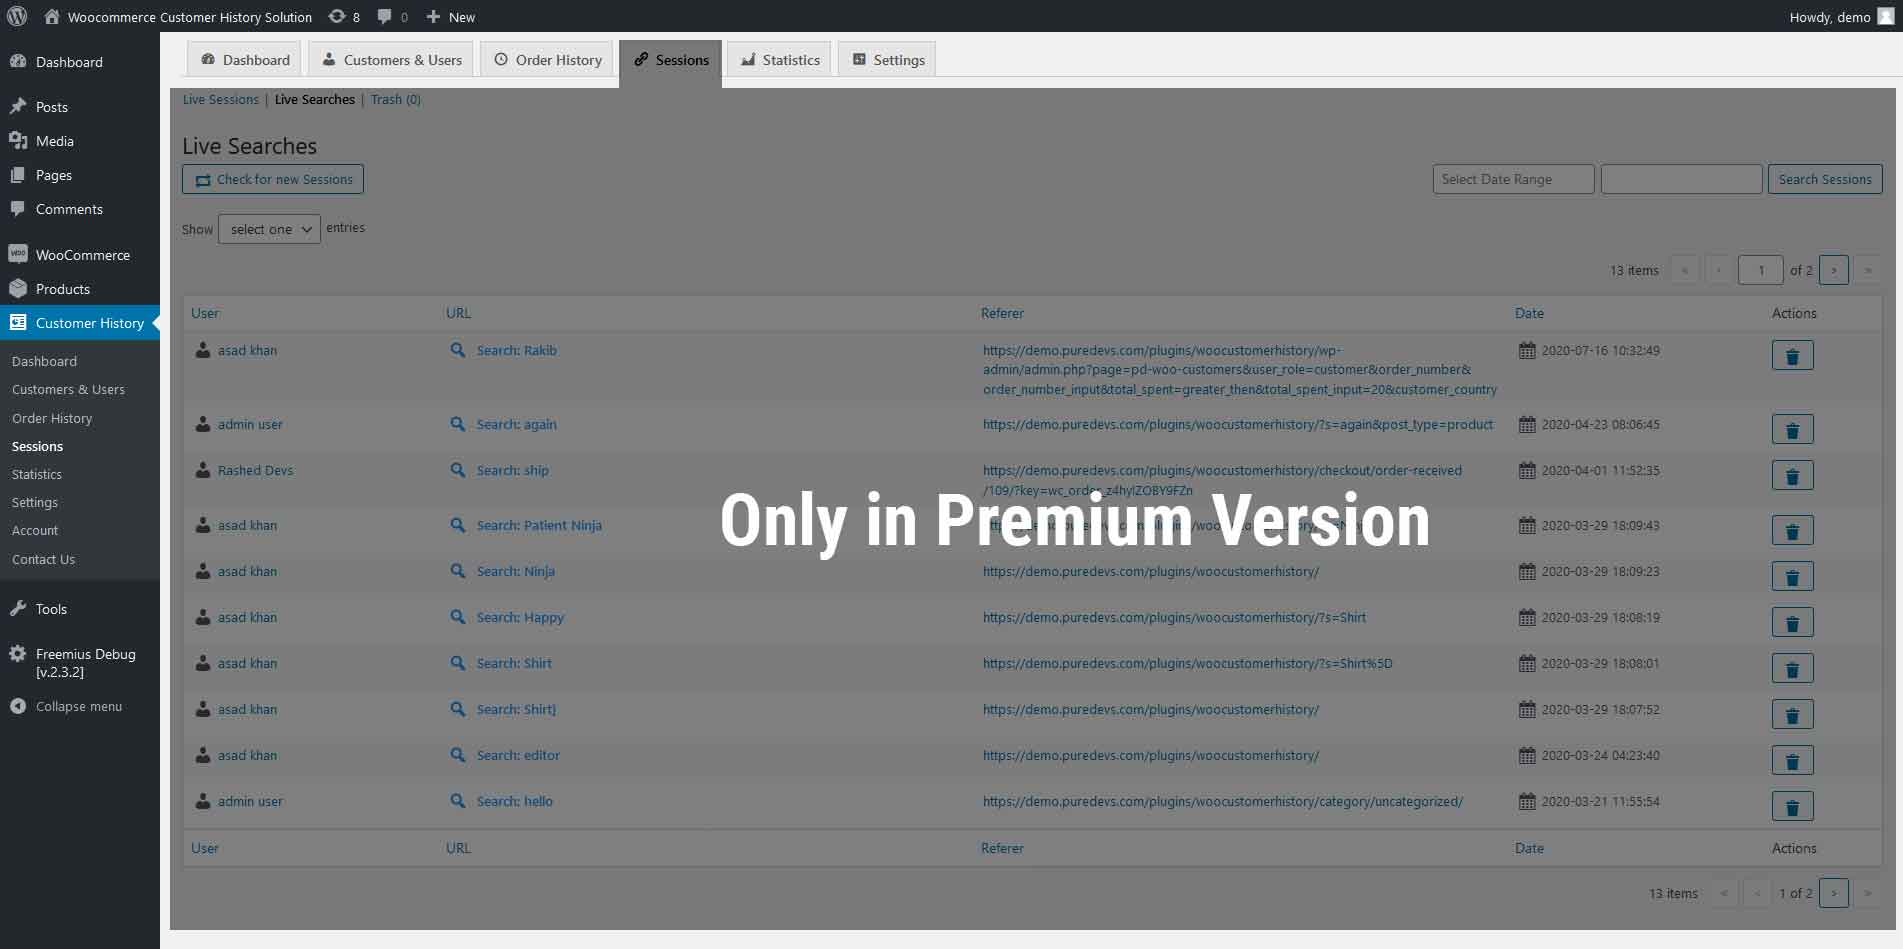 Woocommerce Customer History Solution 8 0 New Howdy, demo
Dashboard
Posts
Media
Pages
Comments
WooCommerce
Products
Customer History
Dashboard
Customers & Users
Order History
Sessions
Statistics
Settings
Account
Contact Us
Tools
Freemius Debug
[v.2.3.2]
Collapse menu
Dashboard Customers & Users Order History Sessions Statistics Settings
Live Sessions | Live Searches | Trash (0)
Live Searches
Check for new Sessions Select Date Range Search Sessions
Show select one entries
13 items « ‹ 1 of 2 › »
User URL Referer Date Actions
asad khan Search: Rakib https://demo.puredevs.com/plugins/woocustomerhistory/wp- 2020-07-16 10:32:49
admin/admin.php?page=pd-woo-customers&user_role=customer&order_number&
order_number_input&total_spent=greater_then&total_spent_input=20&customer_country
admin user Search: again https://demo.puredevs.com/plugins/woocustomerhistory/?s=again&post_type=product 2020-04-23 08:06:45
Rashed Devs Search: ship https://demo.puredevs.com/plugins/woocustomerhistory/checkout/order-received 2020-04-01 11:52:35
/109/?key=wc_order_z4hylZOBY9FZn
Only in Premium Version
asad khan Search: Patient Ninja 2020-03-29 18:09:43
asad khan Search: Ninja https://demo.puredevs.com/plugins/woocustomerhistory/ 2020-03-29 18:09:23
asad khan Search: Happy https://demo.puredevs.com/plugins/woocustomerhistory/?s=Shirt 2020-03-29 18:08:19
asad khan Search: Shirt https://demo.puredevs.com/plugins/woocustomerhistory/?s=Shirt%5D 2020-03-29 18:08:01
asad khan Search: Shirt] https://demo.puredevs.com/plugins/woocustomerhistory/ 2020-03-29 18:07:52
asad khan Search: editor https://demo.puredevs.com/plugins/woocustomerhistory/ 2020-03-24 04:23:40
admin user Search: hello https://demo.puredevs.com/plugins/woocustomerhistory/category/uncategorized/ 2020-03-21 11:55:54
User URL Referer Date Actions
13 items « ‹ 1 of 2 › »